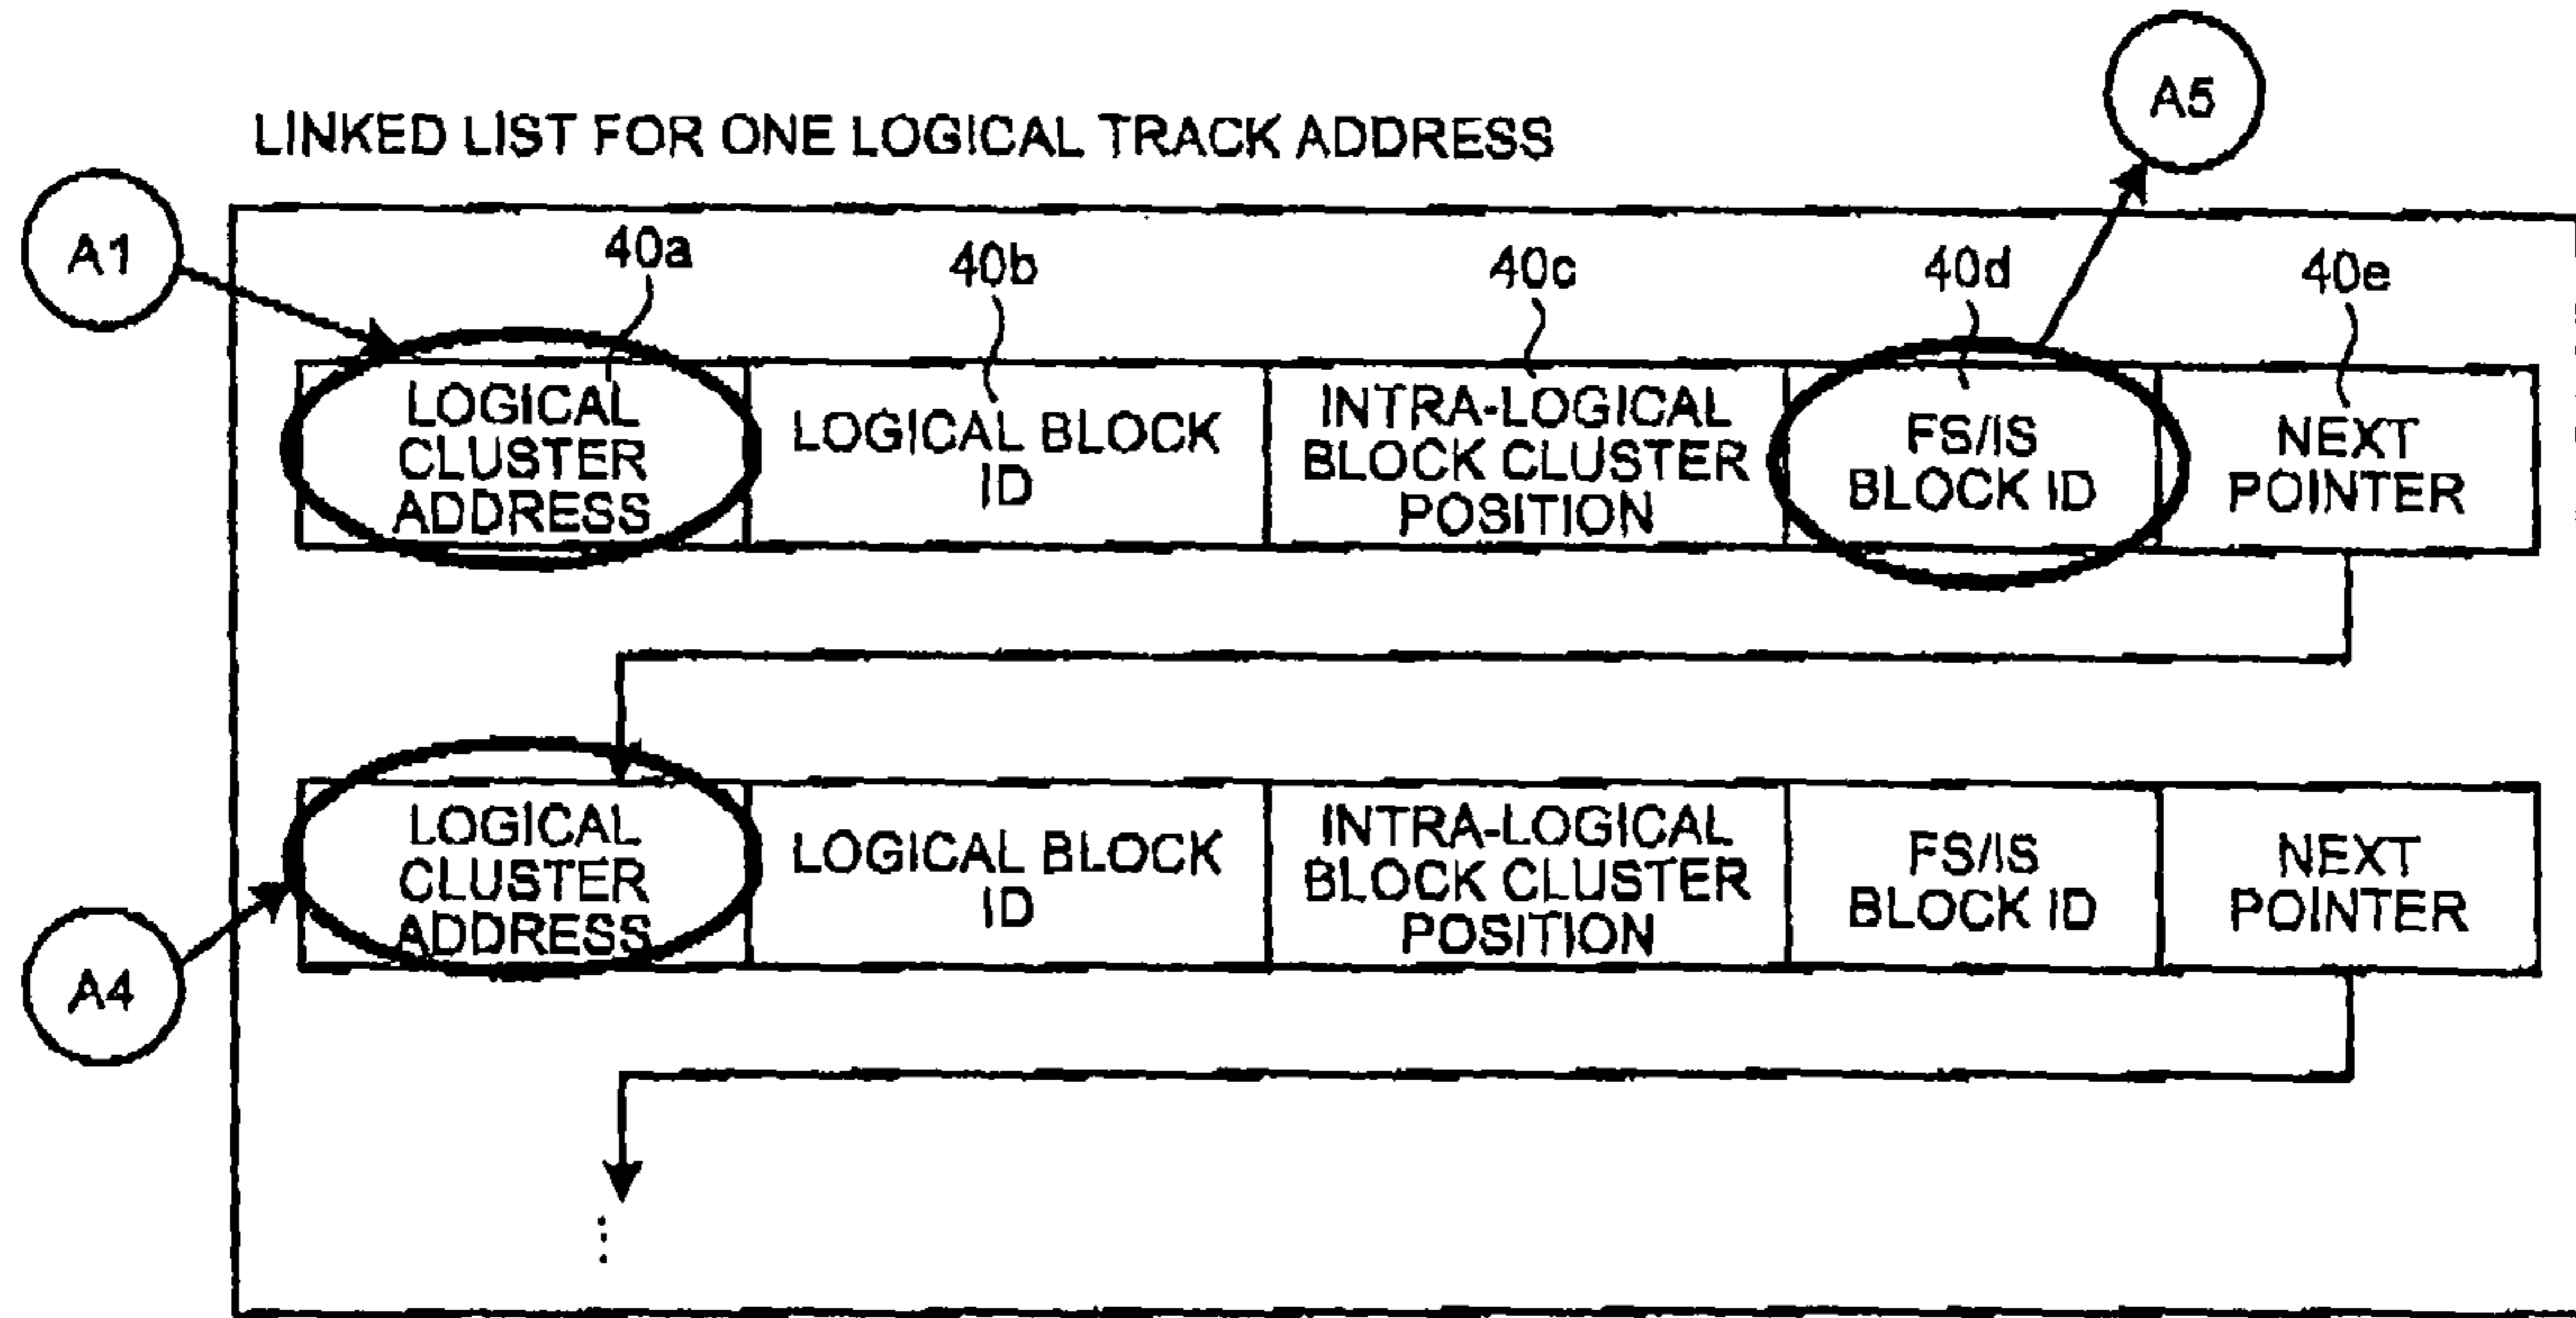 A5
LINKED LIST FOR ONE LOGICAL TRACK ADDRESS
A1
40a
40b
40c
40d
40e
LOGICAL
CLUSTER
ADDRESS
LOGICAL BLOCK
ID
INTRA-LOGICAL
BLOCK CLUSTER
POSITION
FS/IS
BLOCK ID
NEXT
POINTER
LOGICAL
CLUSTER
ADDRESS
LOGICAL BLOCK
ID
INTRA-LOGICAL
BLOCK CLUSTER
POSITION
FS/IS
BLOCK ID
NEXT
POINTER
A4